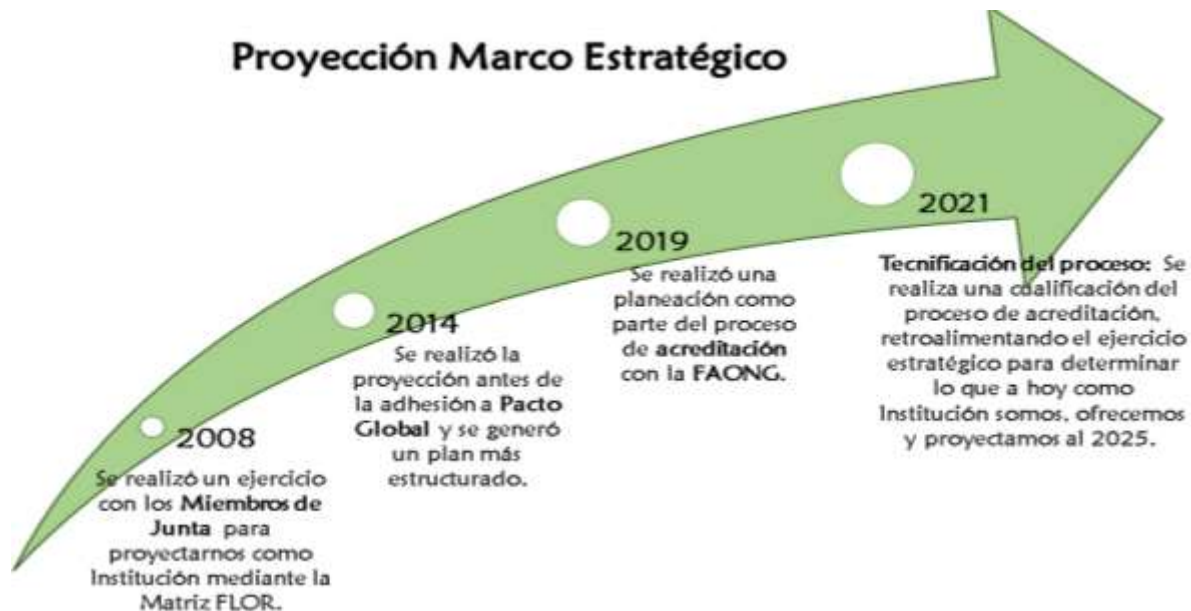 Proyección Marco Estratégico
2008
Se realizó un ejercicio
con los Miembros de
Junta para
proyectarnos como
Institución mediante la
Matriz FLOR.
2014
Se realizó la
proyección antes de
la adhesión a Pacto
Global y se generó
un plan más
estructurado.
2019
Se realizó una
planeación como
parte del proceso
de acreditación
con la FAONG.
2021
Tecnificación del proceso: Se
realiza una cualificación del
proceso de acreditación,
retroalimentando el ejercicio
estratégico para determinar
lo que a hoy como
Institución somos, ofrecemos
y proyectamos al 2025.